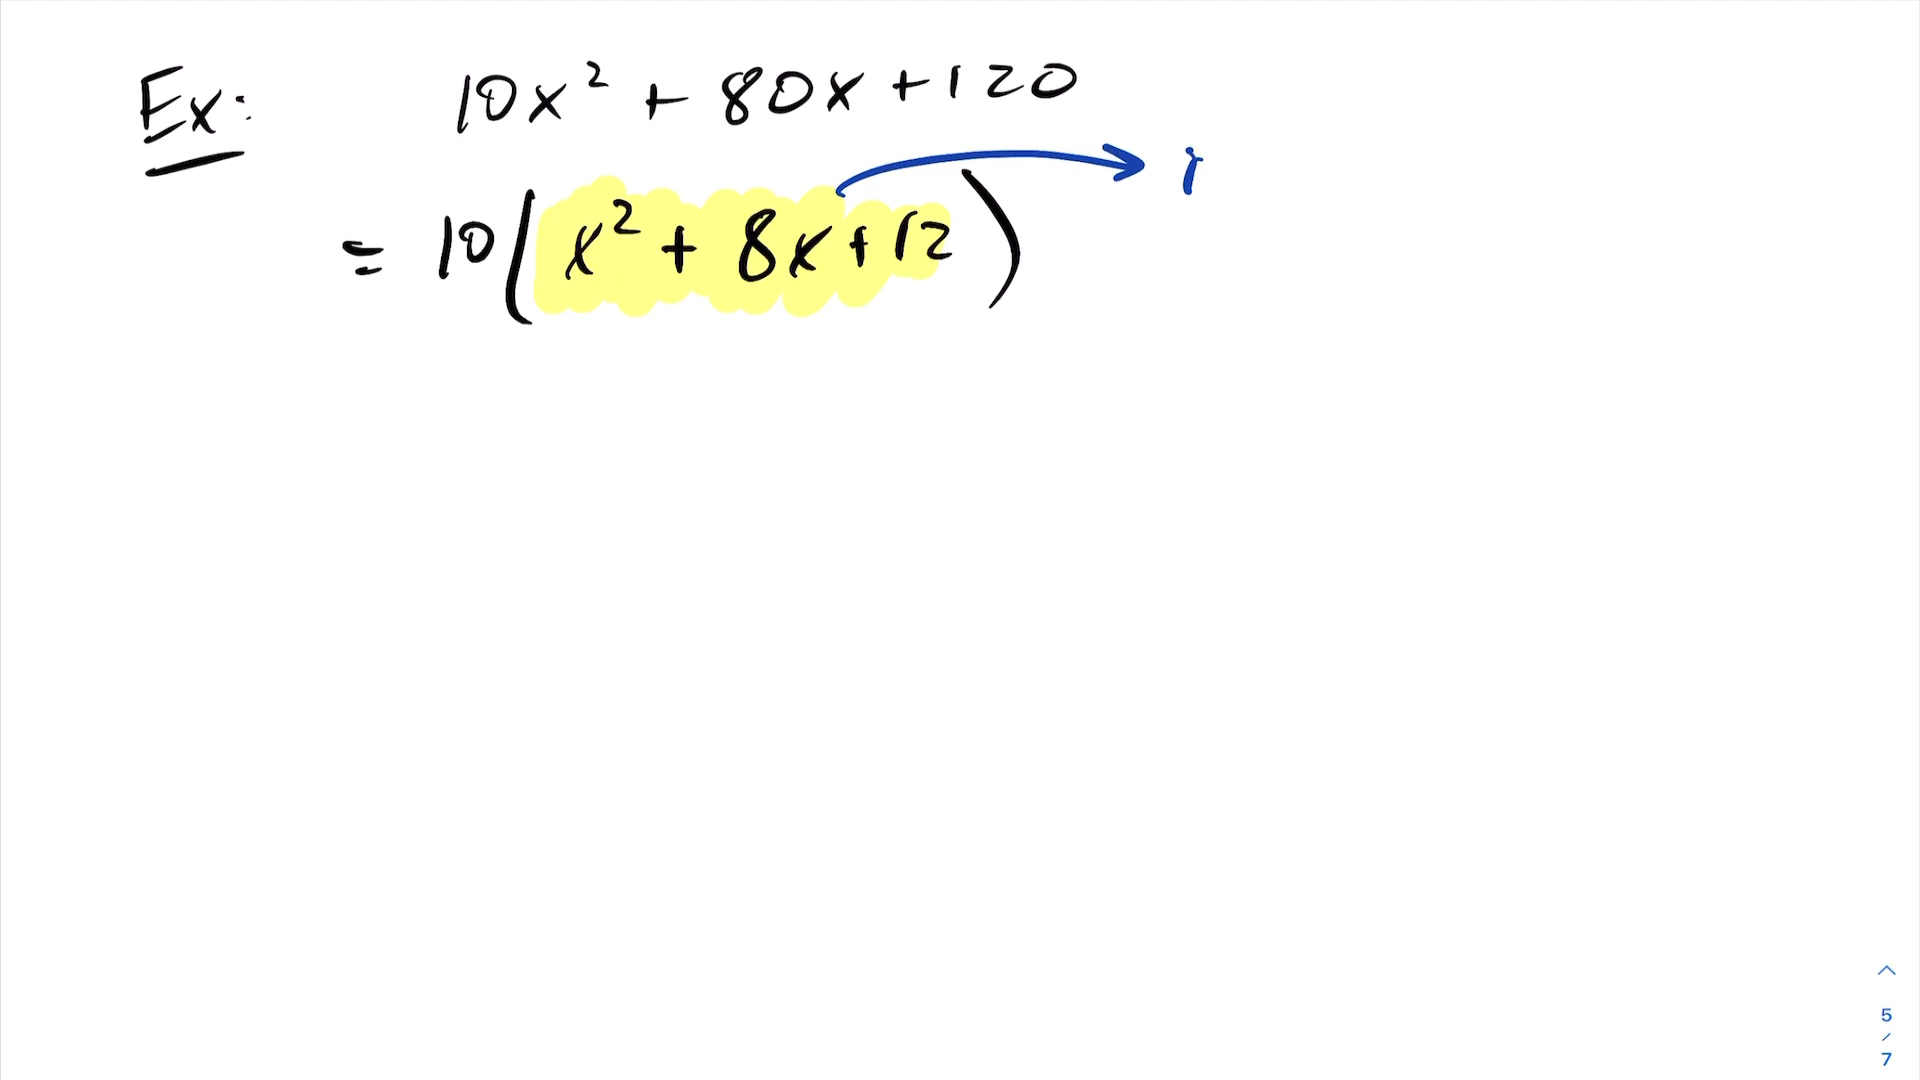 Ex: 10x² + 80x + 120
= 10(x² + 8x + 12)
5
/
7